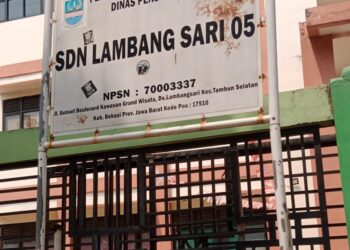 DINAS PE
SDN LAMBANG SARI 05
NPSN : 70003337
Jl. Sunset Boulevard Kawasan Grand Wisata, Ds.Lambangsari Kec.Tambun Selatan
Kab. Bekasi Prov. Jawa Barat Kode Pos : 17510